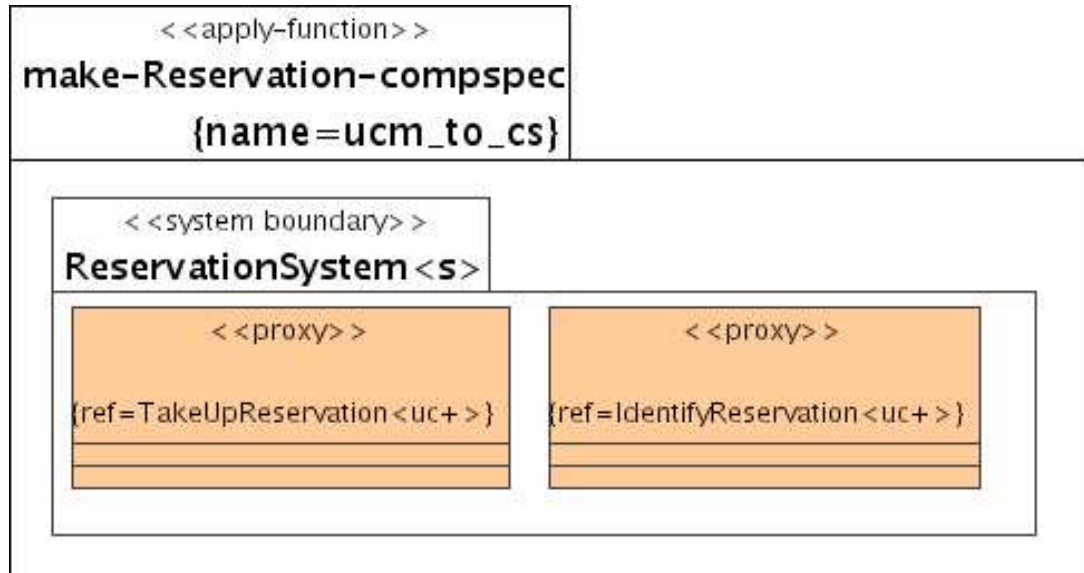 <<apply-function>>
make-Reservation-compspec
{name=ucm_to_cs}
<<system boundary>>
ReservationSystem<s>
<<proxy>>
{ref=TakeUpReservation<uc+>}
<<proxy>>
{ref=IdentifyReservation<uc+>}